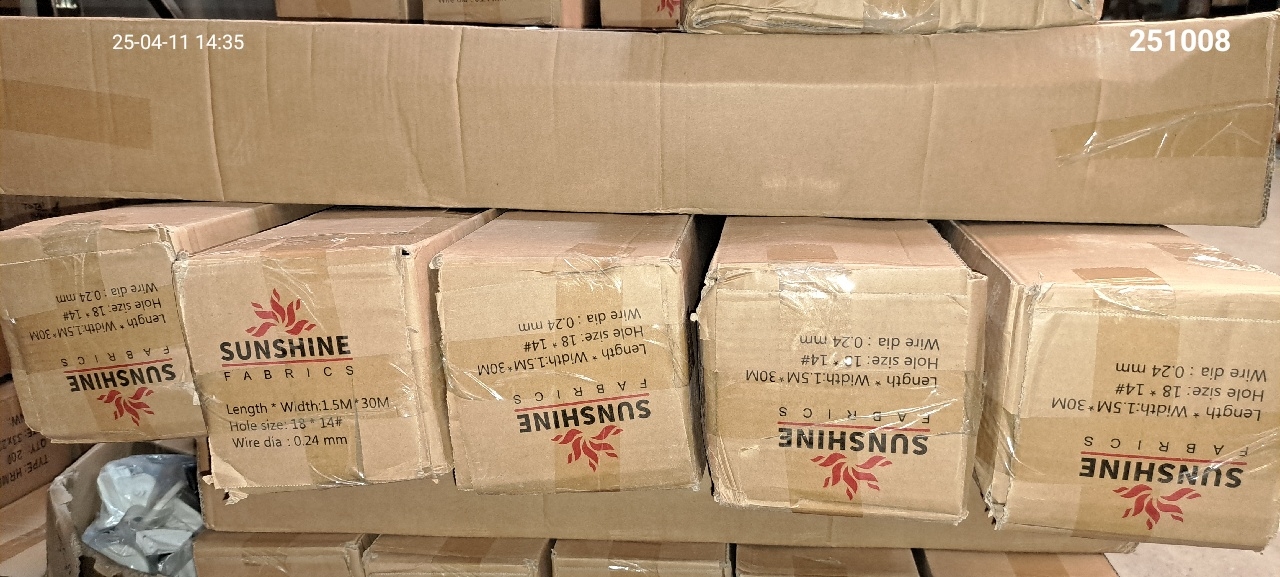 25-04-11 14:35
251008
SUNSHINE
FABRICS
Length * Width:1.5M*30M
Hole size: 18 * 14#
Wire dia : 0.24 mm
SUNSHINE
FABRICS
Length * Width:1.5M*30M
Hole size: 18 * 14#
Wire dia : 0.24 mm
SUNSHINE
FABRICS
Length * Width:1.5M*30M
Hole size: 18 * 14#
Wire dia : 0.24 mm
SUNSHINE
FABRICS
Length * Width:1.5M*30M
Hole size: 18 * 14#
Wire dia : 0.24 mm
SUNSHINE
FABRICS
Length * Width:1.5M*30M
Hole size: 18 * 14#
Wire dia : 0.24 mm